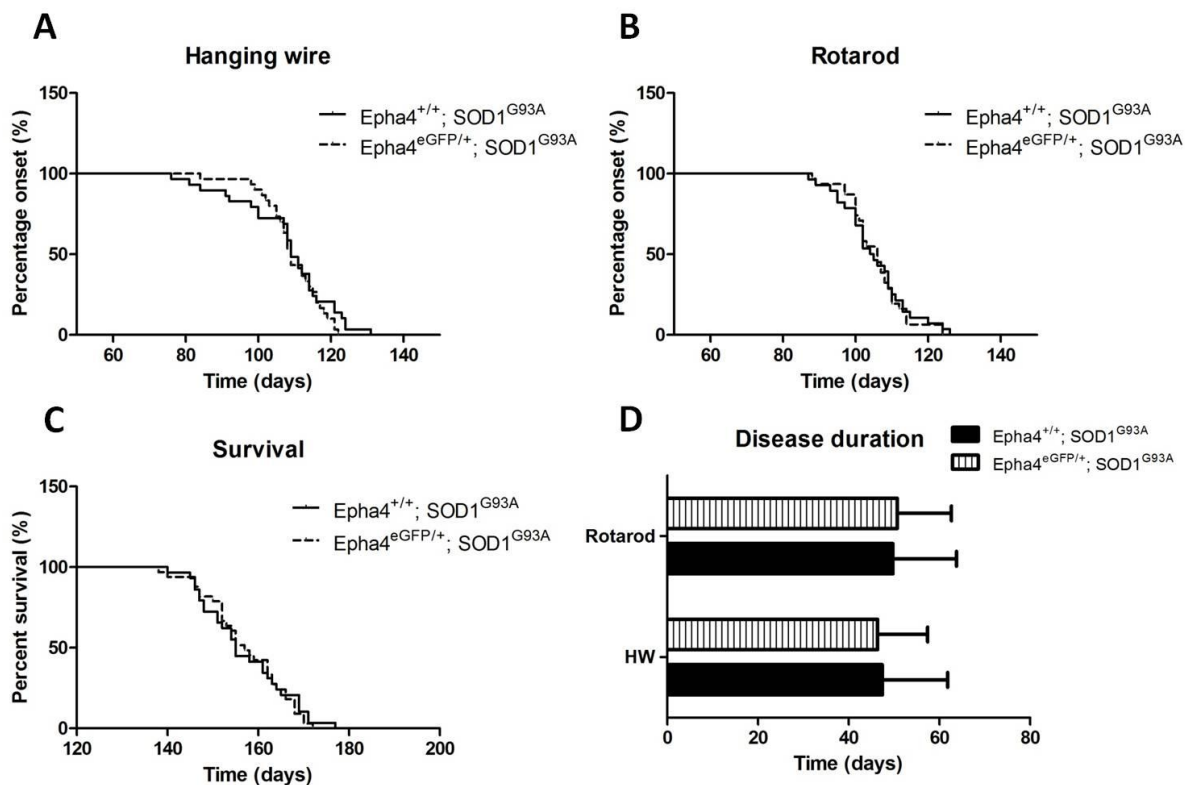 A
Hanging wire
Percentage onset (%)
150
100
50
0
Epha4+/+; SOD1G93A
Epha4eGFP/+; SOD1G93A
60 80 100 120 140
Time (days)
B
Rotarod
Percentage onset (%)
150
100
50
0
Epha4+/+; SOD1G93A
Epha4eGFP/+; SOD1G93A
60 80 100 120 140
Time (days)
C
Survival
Percent survival (%)
150
100
50
0
Epha4+/+; SOD1G93A
Epha4eGFP/+; SOD1G93A
120 140 160 180 200
Time (days)
D
Disease duration
Epha4+/+; SOD1G93A
Epha4eGFP/+; SOD1G93A
Rotarod
HW
0 20 40 60 80
Time (days)